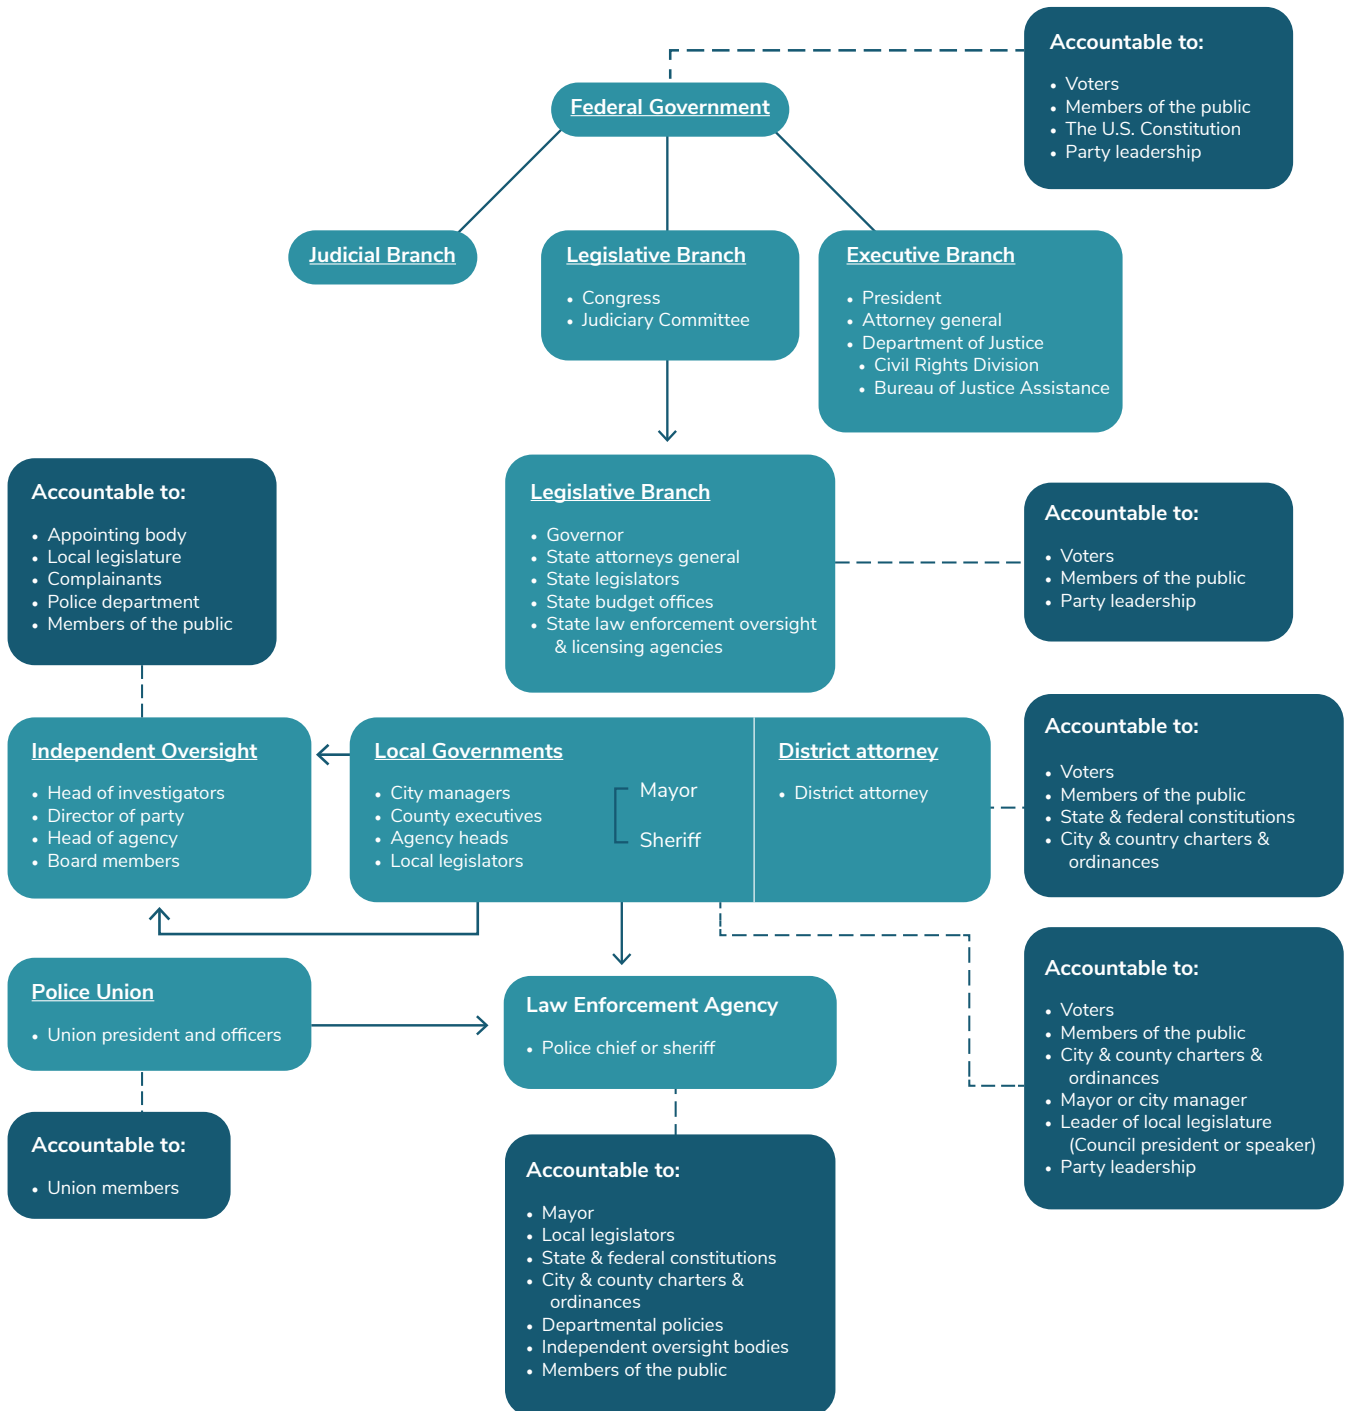 Accountable to:
• Voters
• Members of the public
• The U.S. Constitution
• Party leadership
Federal Government
Judicial Branch
Legislative Branch
• Congress
• Judiciary Committee
Executive Branch
• President
• Attorney general
• Department of Justice
• Civil Rights Division
• Bureau of Justice Assistance
Accountable to:
• Appointing body
• Local legislature
• Complainants
• Police department
• Members of the public
Legislative Branch
• Governor
• State attorneys general
• State legislators
• State budget offices
• State law enforcement oversight
& licensing agencies
Accountable to:
• Voters
• Members of the public
• Party leadership
Independent Oversight
• Head of investigators
• Director of party
• Head of agency
• Board members
Local Governments
• City managers
• County executives
• Agency heads
• Local legislators
Mayor
Sheriff
District attorney
• District attorney
Accountable to:
• Voters
• Members of the public
• State & federal constitutions
• City & country charters &
ordinances
Police Union
• Union president and officers
Law Enforcement Agency
• Police chief or sheriff
Accountable to:
• Voters
• Members of the public
• City & county charters &
ordinances
• Mayor or city manager
• Leader of local legislature
(Council president or speaker)
• Party leadership
Accountable to:
• Union members
Accountable to:
• Mayor
• Local legislators
• State & federal constitutions
• City & county charters &
ordinances
• Departmental policies
• Independent oversight bodies
• Members of the public